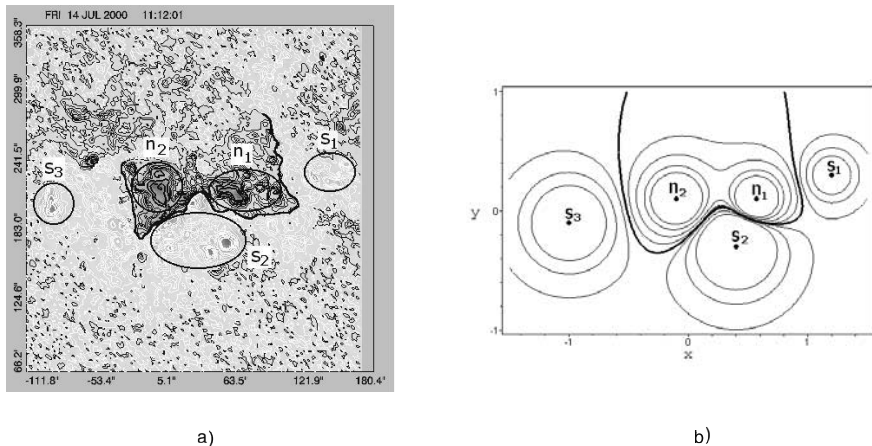 FRI 14 JUL 2000 11:12:01
358.3"
299.9"
241.5"
183.0"
124.6"
66.2"
-111.8' -53.4" 5.1" 63.5' 121.9" 180.4'
n2 n1 s1
s3
s2
a)
1
0
-1
y
-1 0 1
x
s3 n2 n1 s1
s2
b)